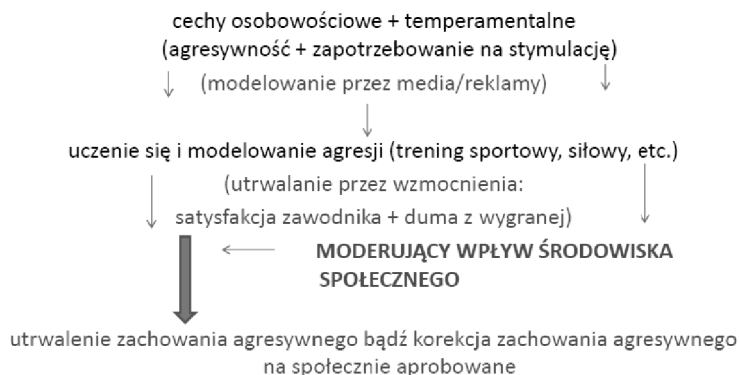 cechy osobowościowe + temperamentalne
(agresywność + zapotrzebowanie na stymulację)
(modelowanie przez media/reklamy)
uczenie się i modelowanie agresji (trening sportowy, siłowy, etc.)
(utrwalanie przez wzmocnienia:
satysfakcja zawodnika + duma z wygranej)
MODERUJĄCY WPŁYW ŚRODOWISKA
SPOŁECZNEGO
utrwalenie zachowania agresywnego bądź korekcja zachowania agresywnego
na społecznie aprobowane